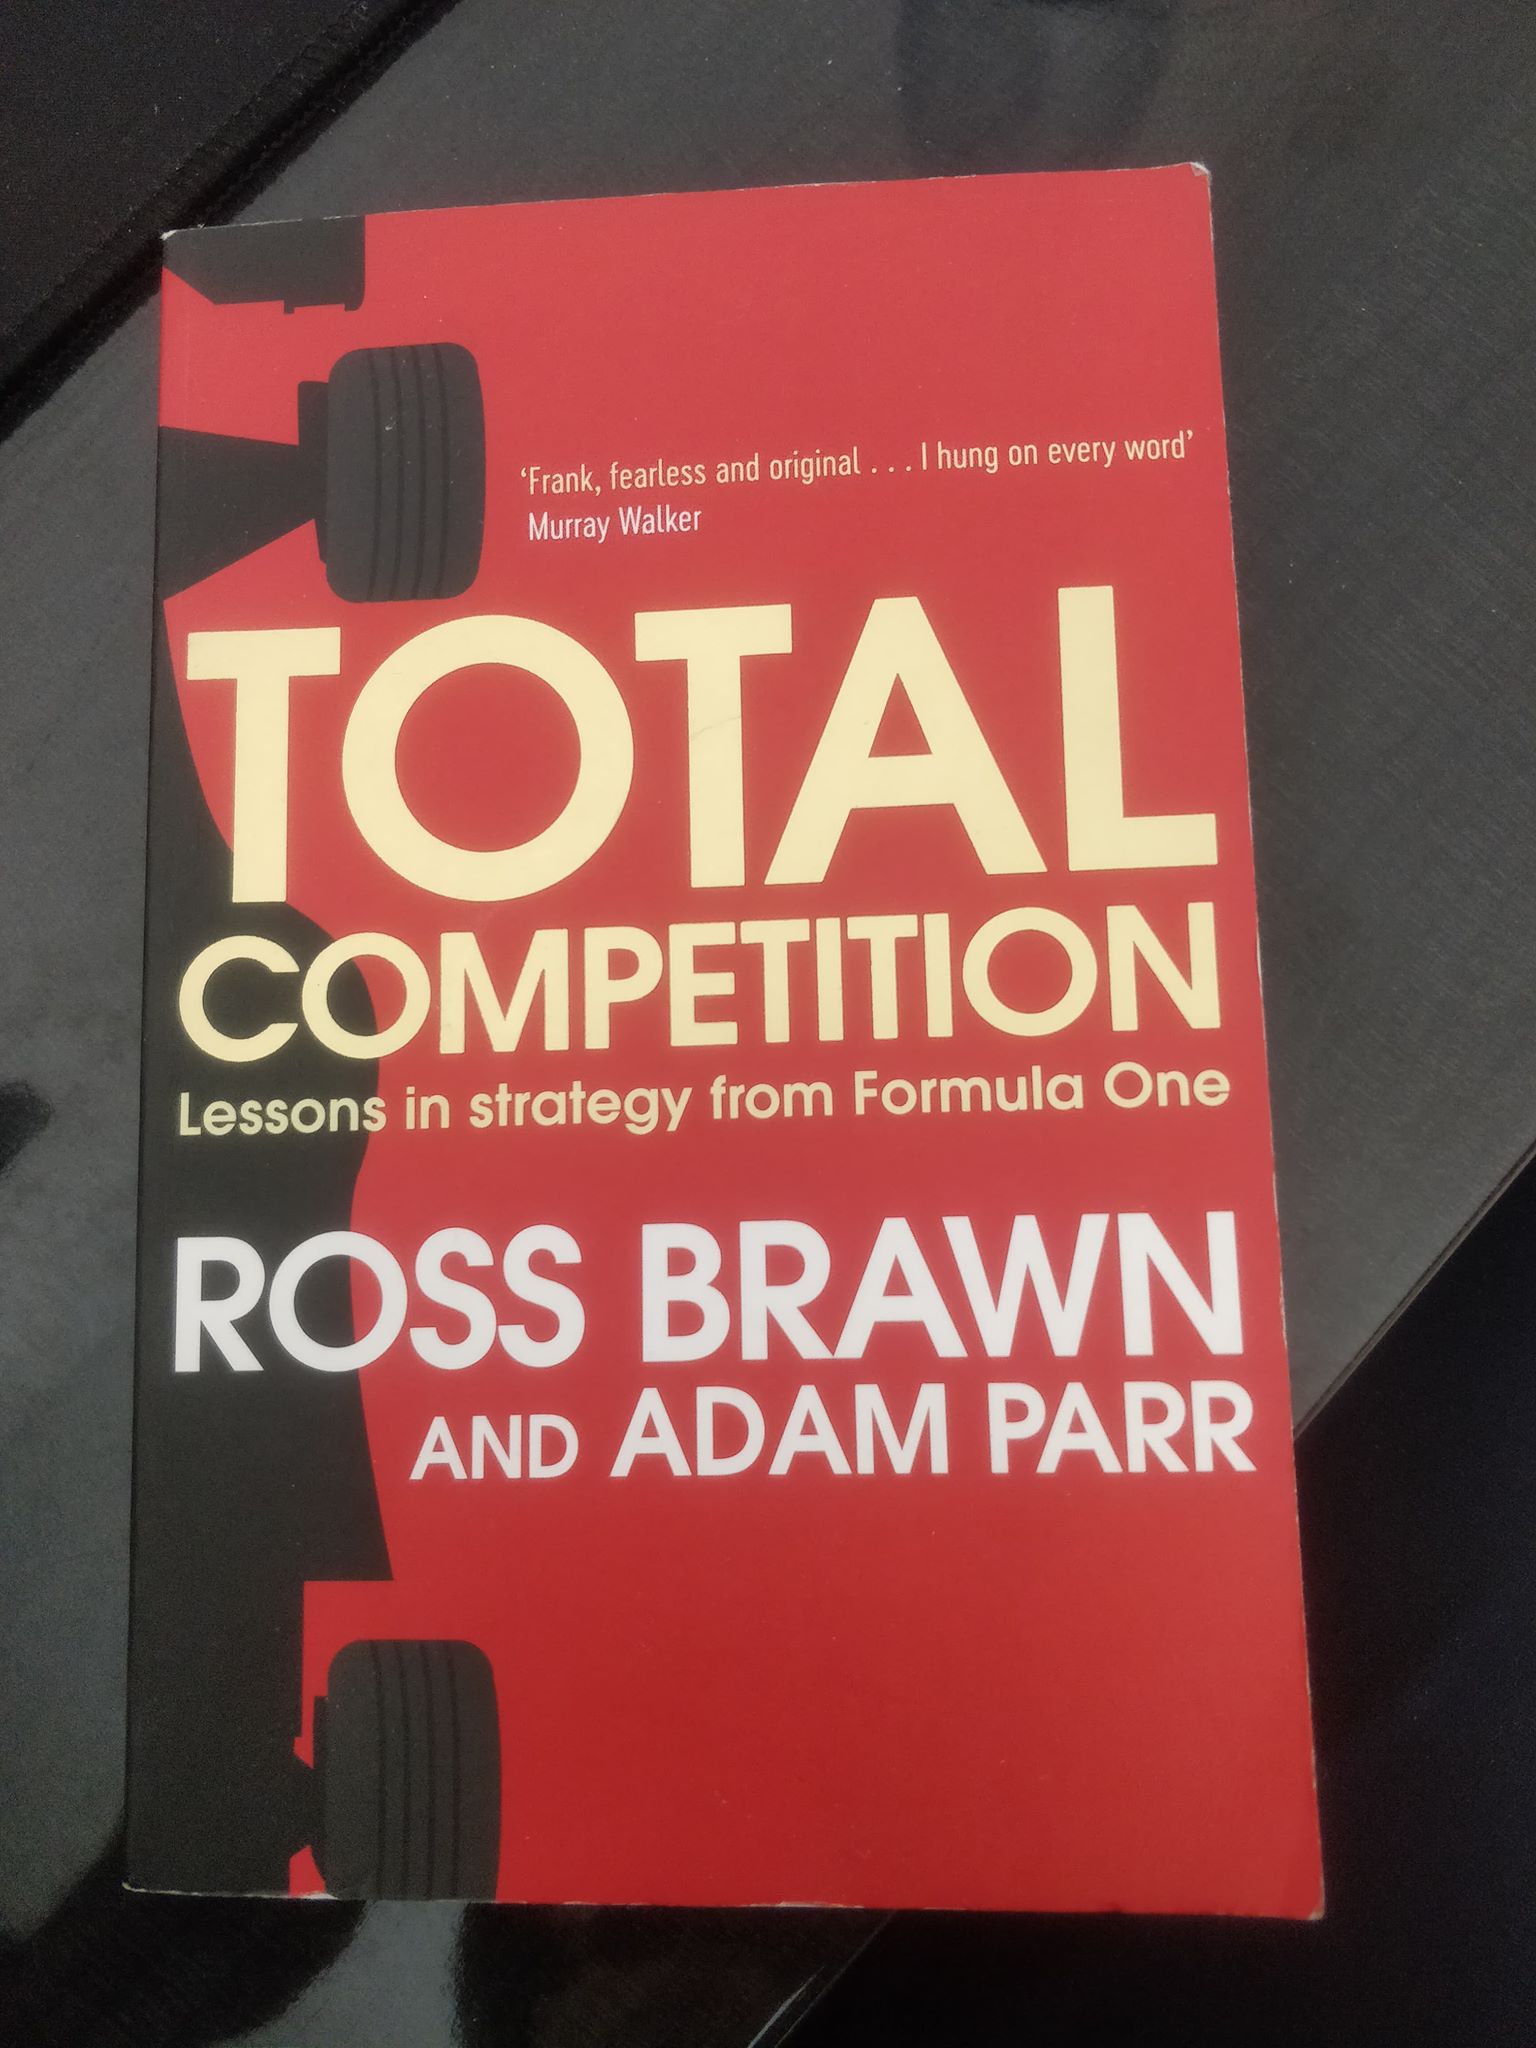 ‘Frank, fearless and original . . . I hung on every word’
Murray Walker
TOTAL
COMPETITION
Lessons in strategy from Formula One
ROSS BRAWN
AND ADAM PARR